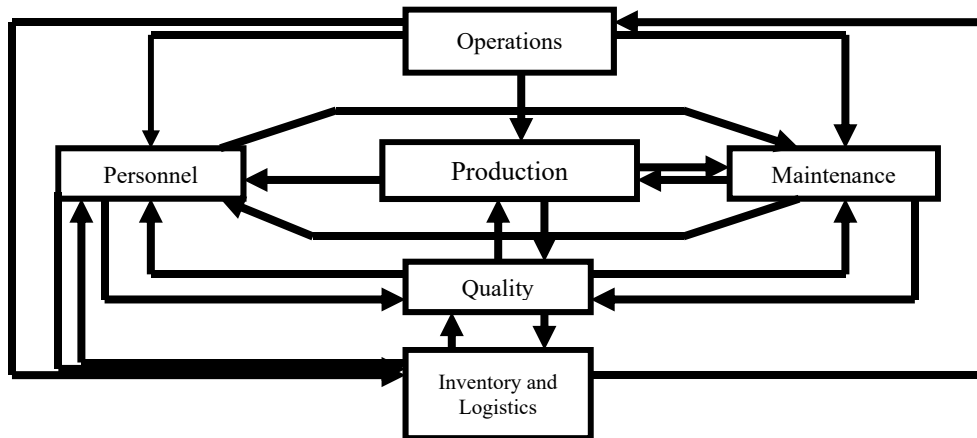 Operations
Personnel
Production
Maintenance
Quality
Inventory and
Logistics